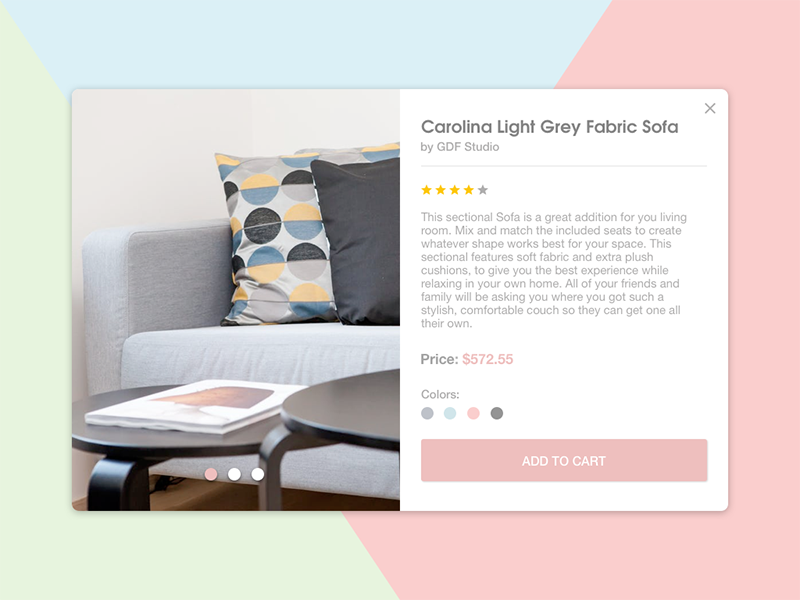 Carolina Light Grey Fabric Sofa
by GDF Studio
This sectional Sofa is a great addition for you living
room. Mix and match the included seats to create
whatever shape works best for your space. This
sectional features soft fabric and extra plush
cushions, to give you the best experience while
relaxing in your own home. All of your friends and
family will be asking you where you got such a
stylish, comfortable couch so they can get one all
their own.
Price: $572.55
Colors:
ADD TO CART